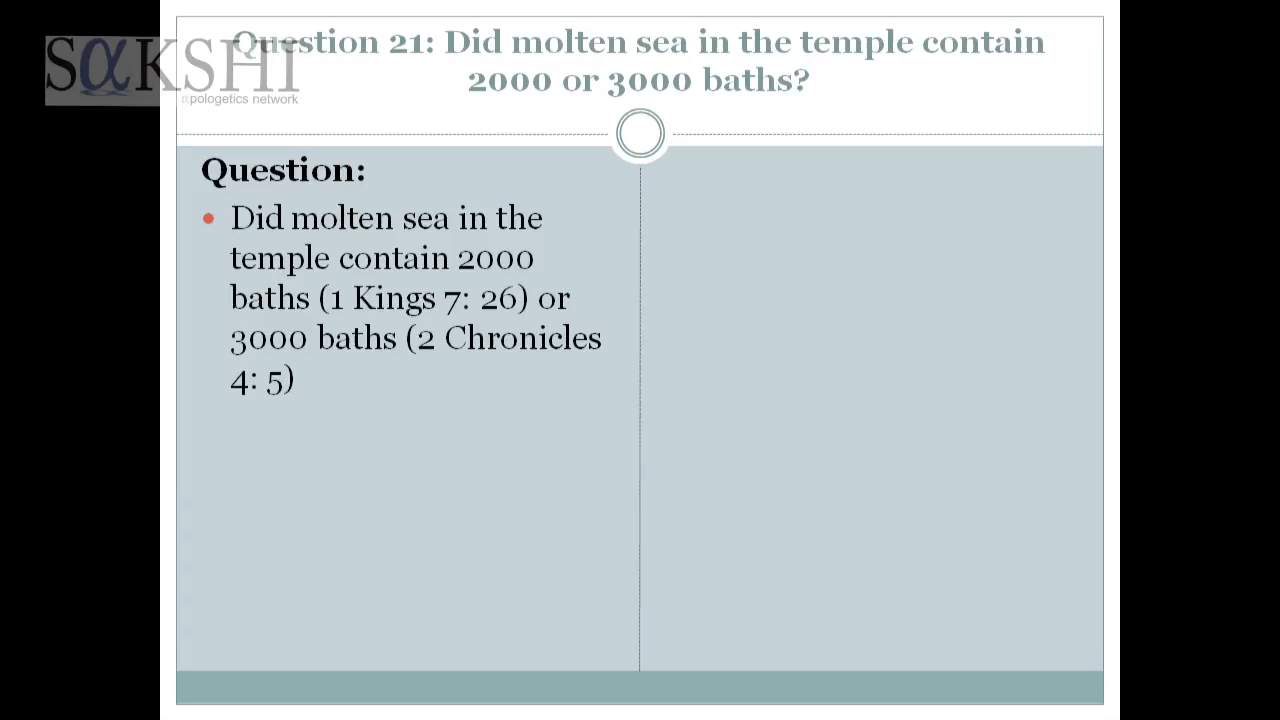 Question 21: Did molten sea in the temple contain
2000 or 3000 baths?
SαKSHI
αpologetics network
Question:
• Did molten sea in the
temple contain 2000
baths (1 Kings 7: 26) or
3000 baths (2 Chronicles
4: 5)